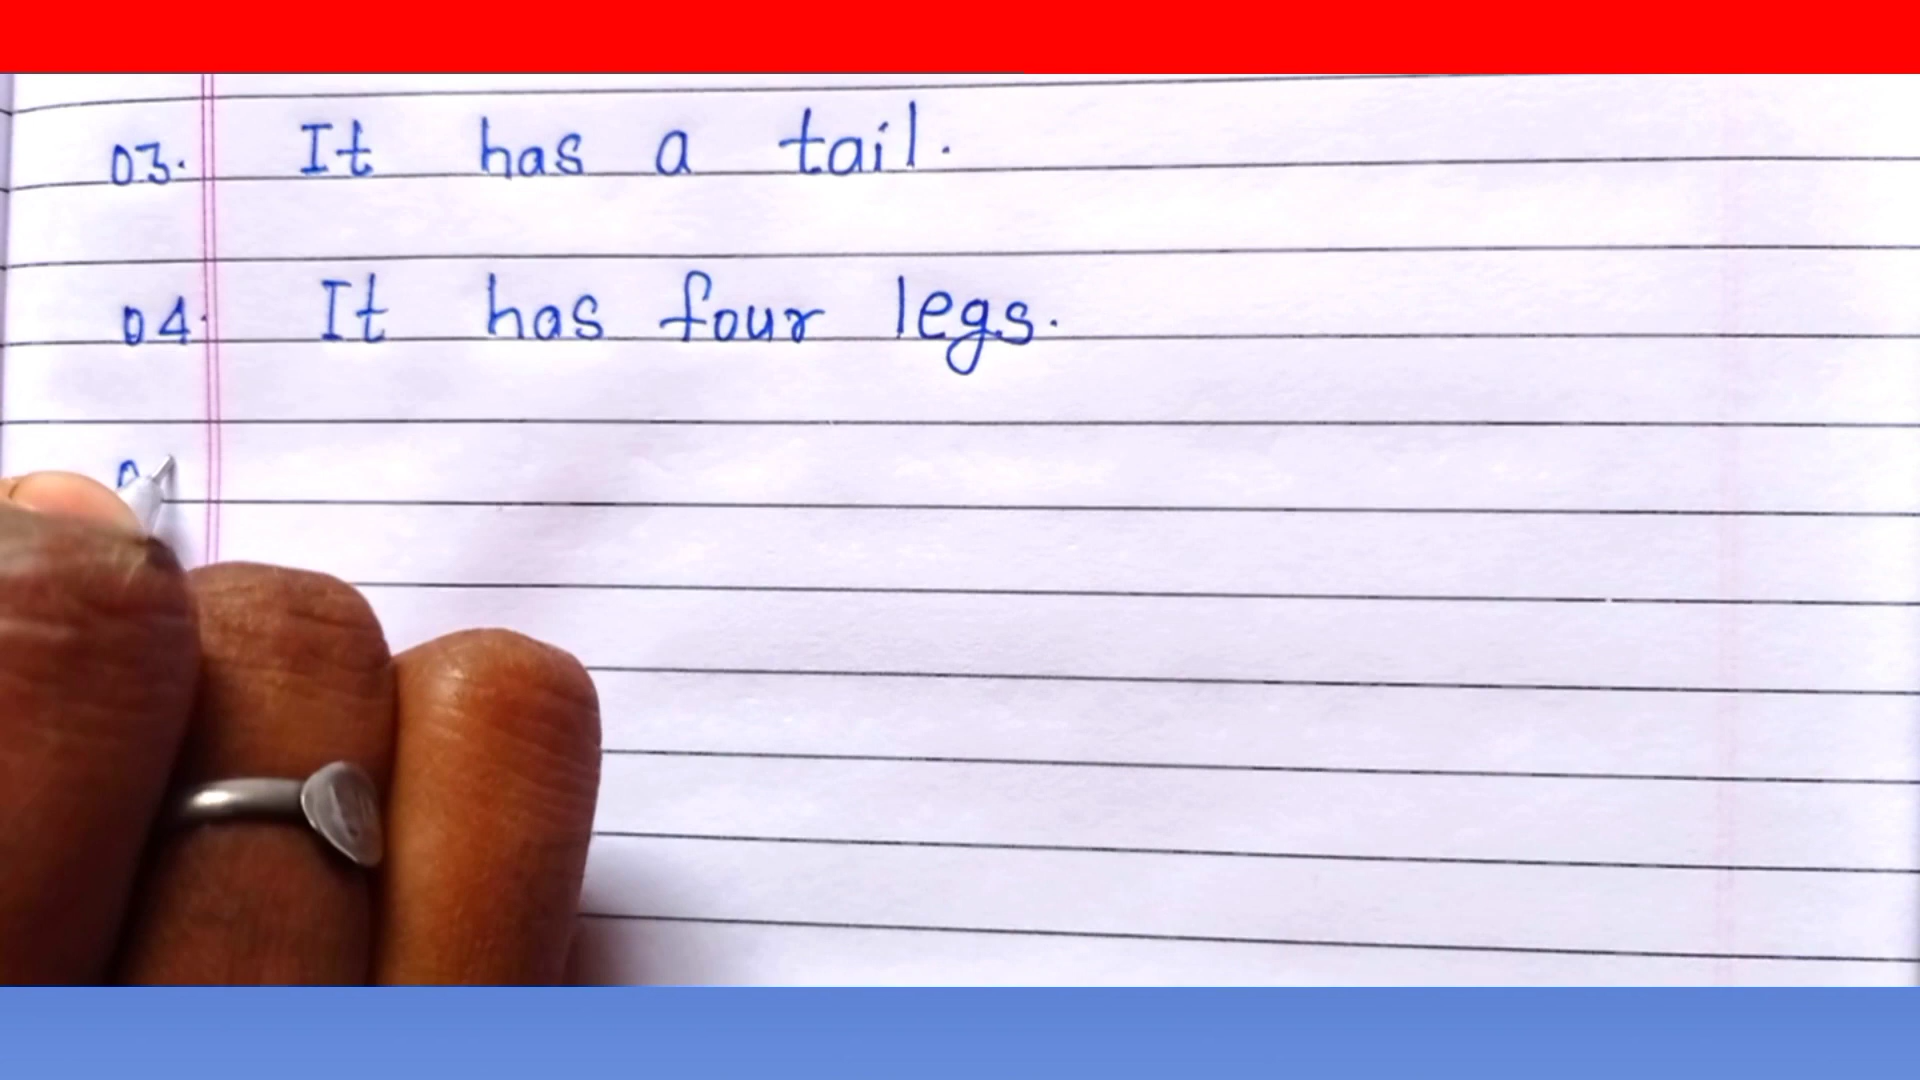 03. It has a tail.
04. It has four legs.